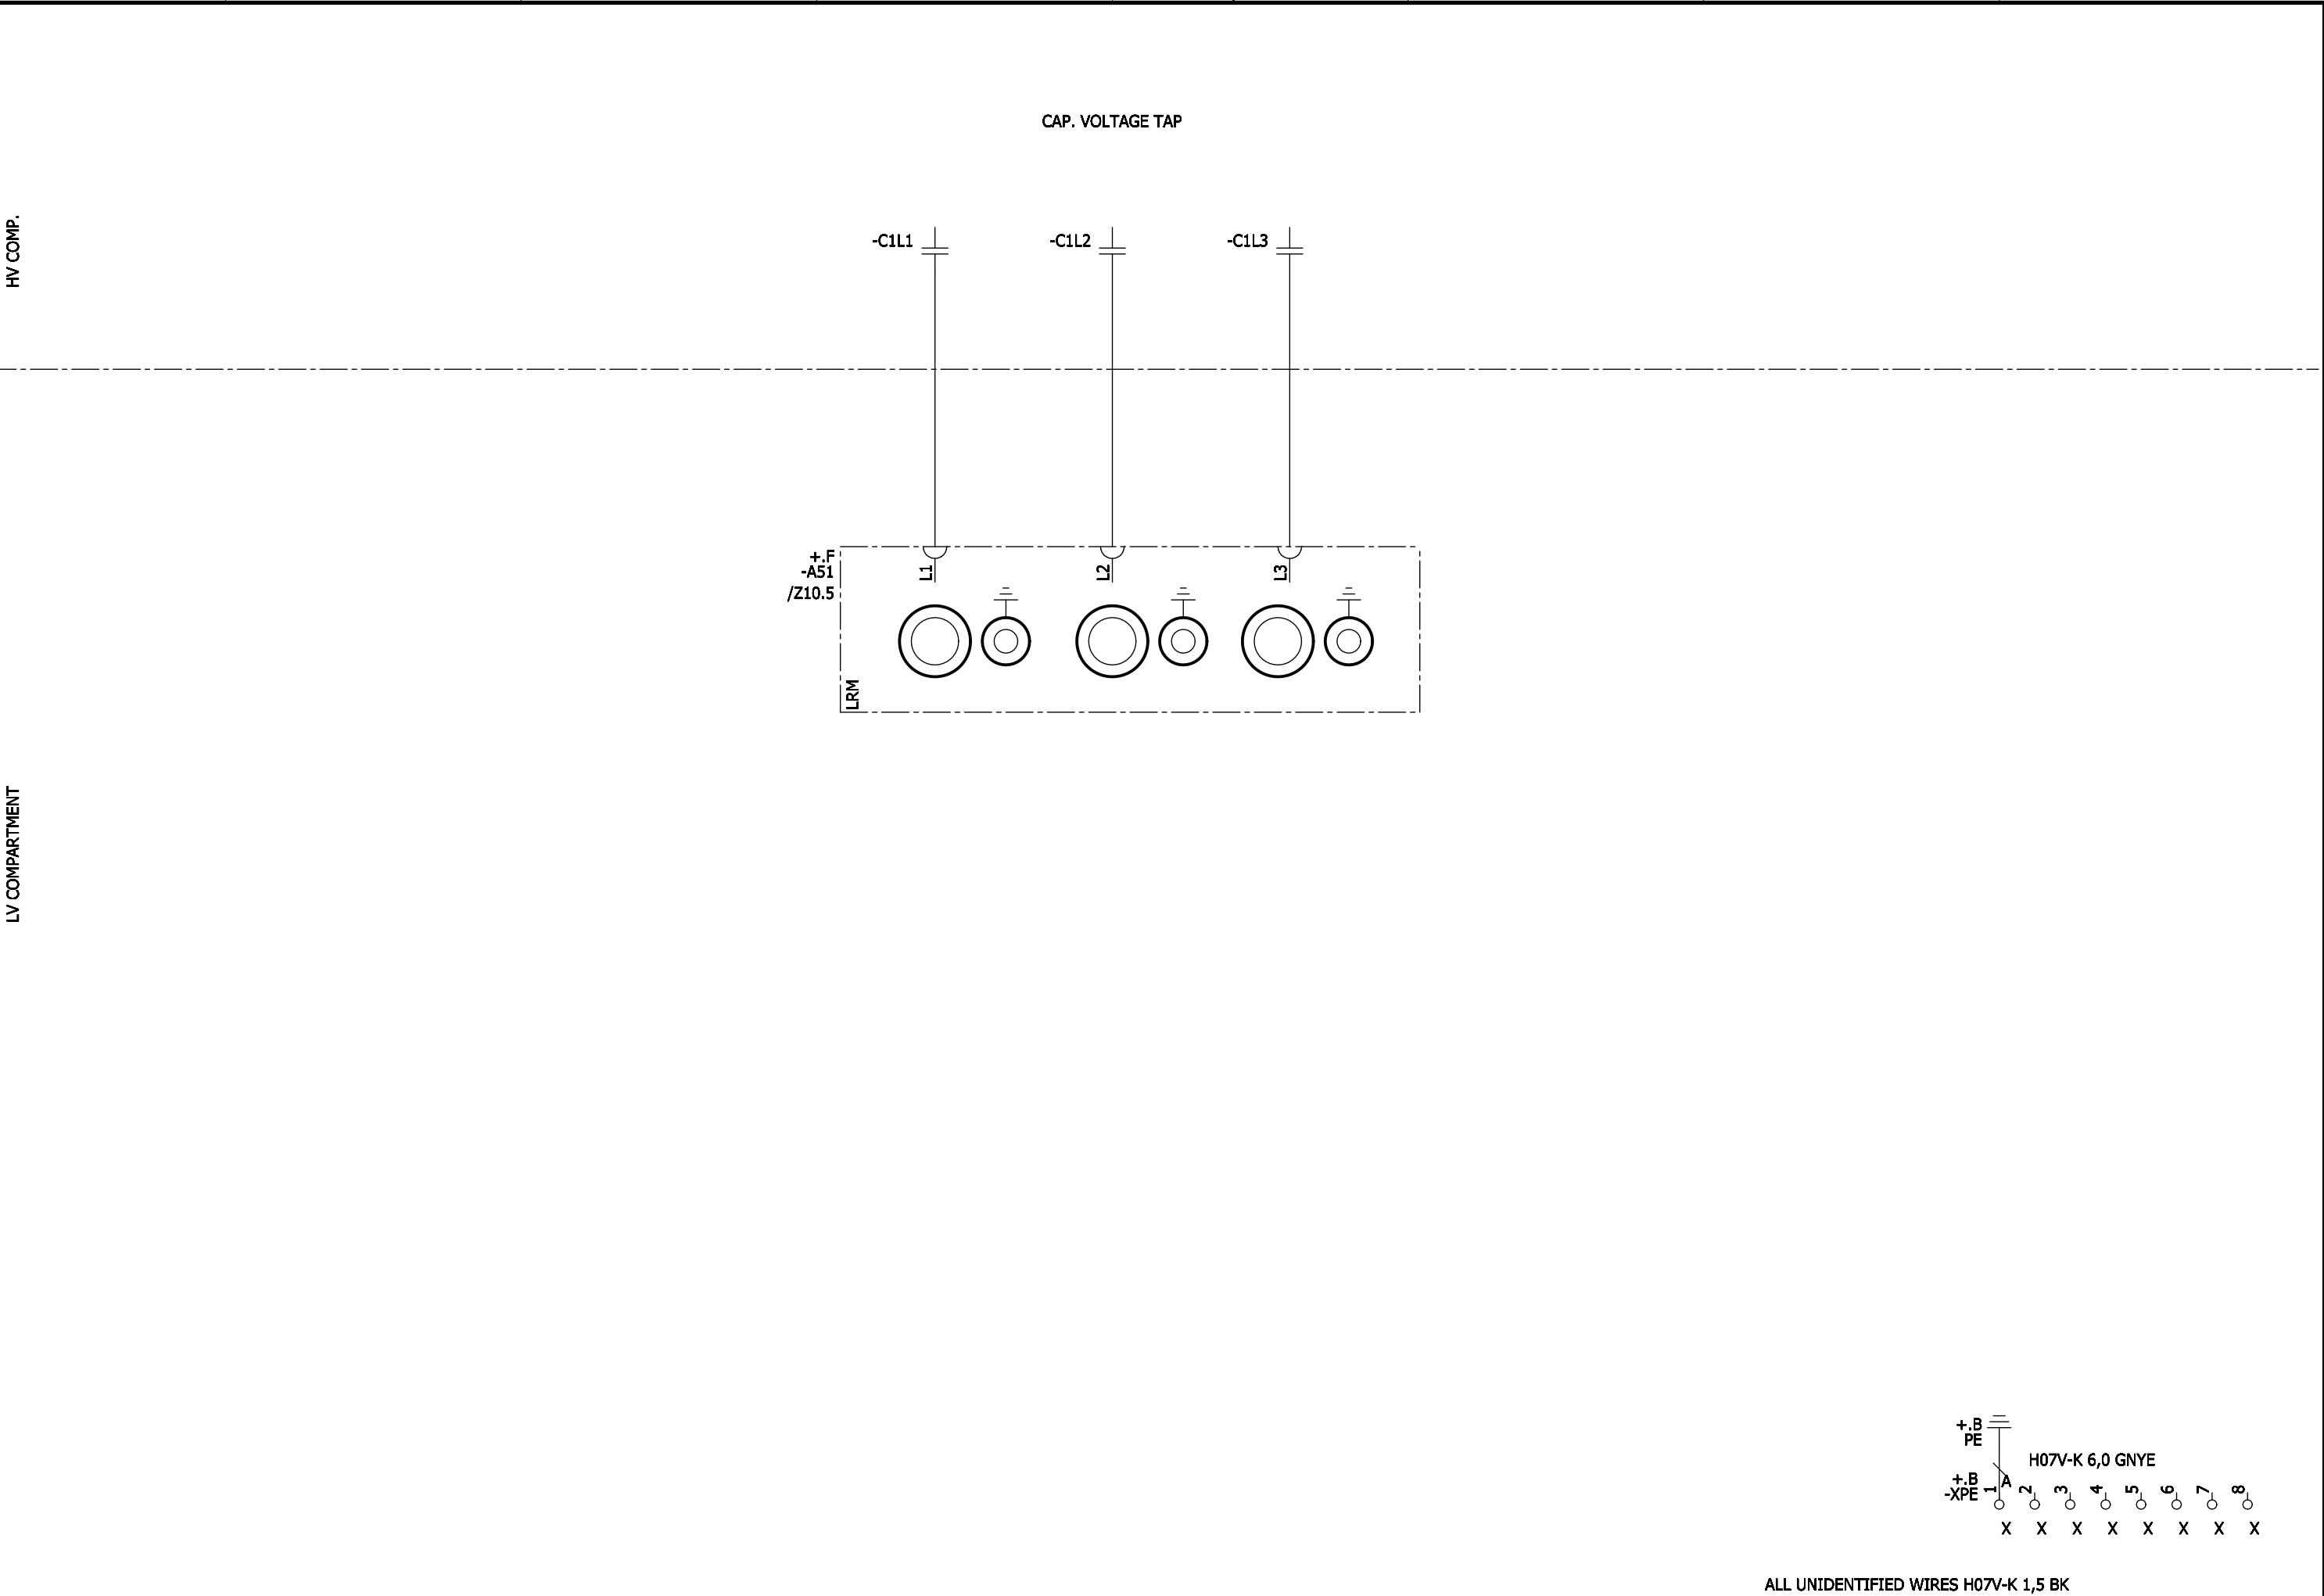 CAP. VOLTAGE TAP
HV COMP.
-C1L1
-C1L2
-C1L3
+.F
-A51
/Z10.5
L1
L2
L3
LRM
LV COMPARTMENT
+.B
PE
H07V-K 6,0 GNYE
+.B
-XPE
1 A 2 3 4 5 6 7 8
X X X X X X X X
ALL UNIDENTIFIED WIRES H07V-K 1,5 BK